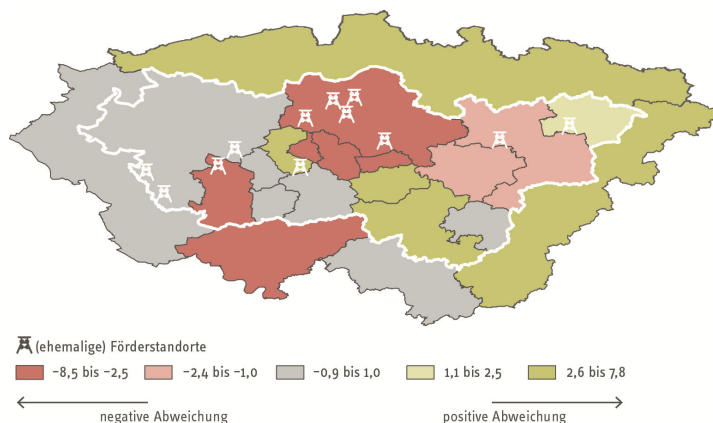 (ehemalige) Förderstandorte
−8,5 bis −2,5 −2,4 bis −1,0 −0,9 bis 1,0 1,1 bis 2,5 2,6 bis 7,8
negative Abweichung positive Abweichung